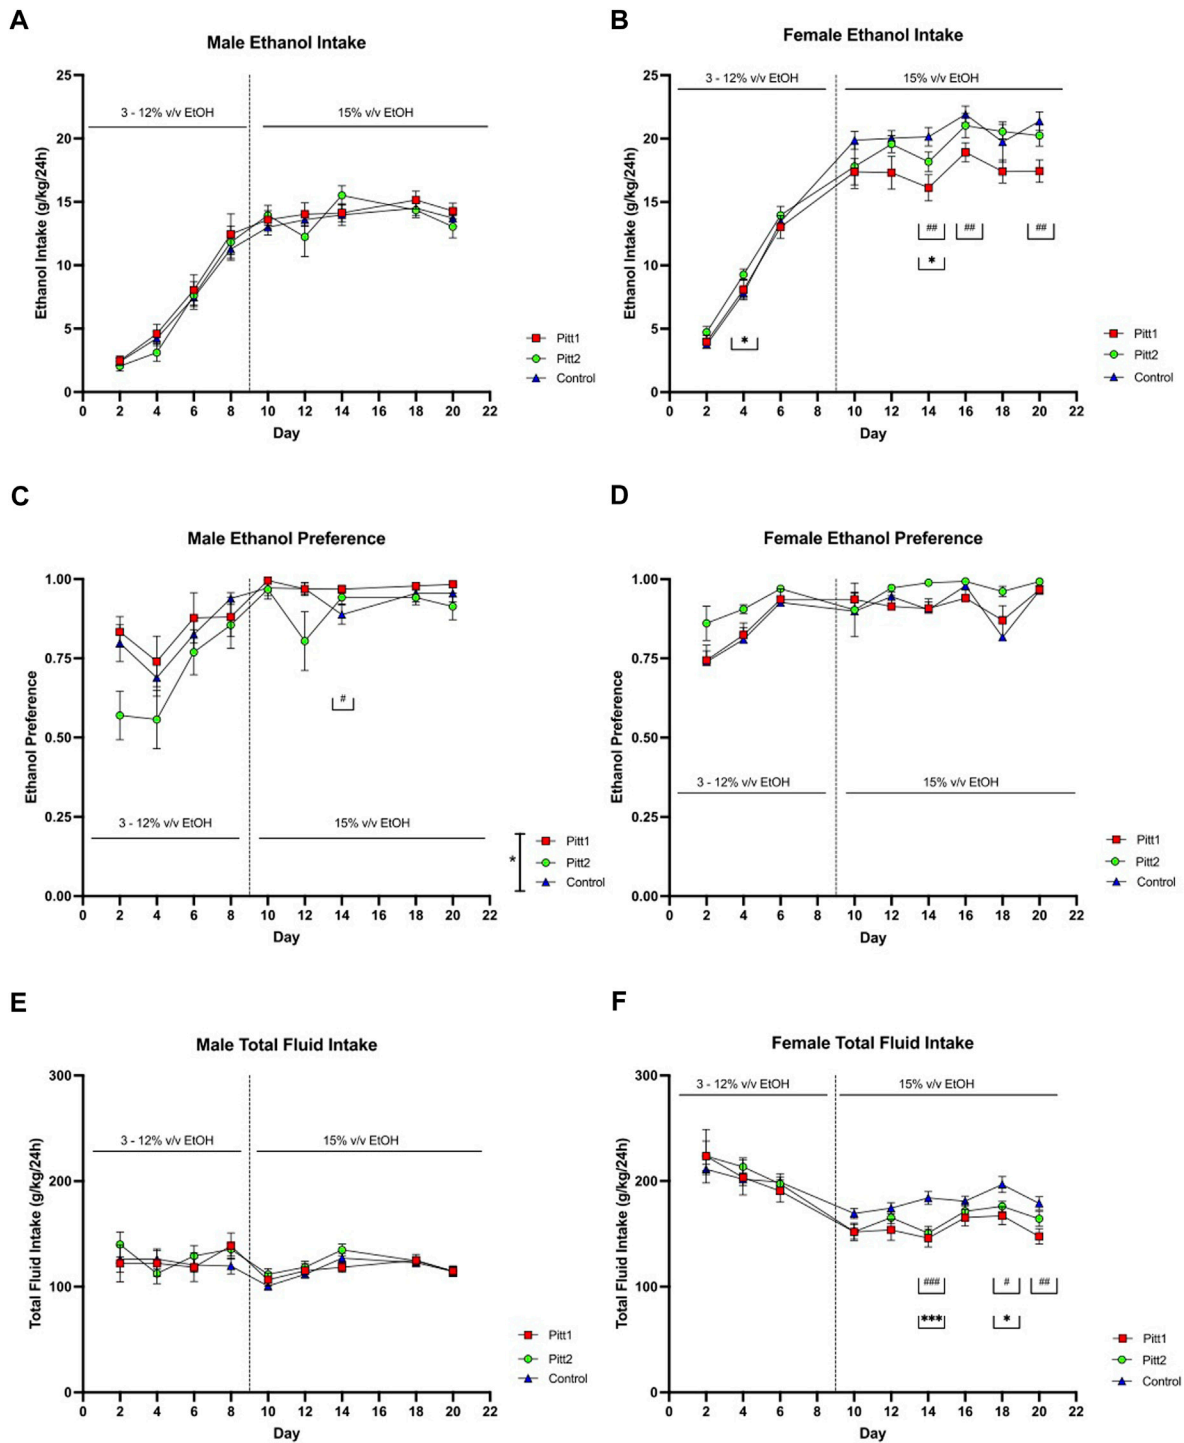 A
Male Ethanol Intake
25
20
15
10
5
0
Ethanol Intake (g/kg/24h)
3 - 12% v/v EtOH
15% v/v EtOH
0 2 4 6 8 10 12 14 16 18 20 22
Day
Pitt1
Pitt2
Control
B
Female Ethanol Intake
25
20
15
10
5
0
Ethanol Intake (g/kg/24h)
3 - 12% v/v EtOH
15% v/v EtOH
## ## ##
*
*
0 2 4 6 8 10 12 14 16 18 20 22
Day
Pitt1
Pitt2
Control
C
Male Ethanol Preference
1.00
0.75
0.50
0.25
0.00
Ethanol Preference
#
3 - 12% v/v EtOH
15% v/v EtOH
0 2 4 6 8 10 12 14 16 18 20 22
Day
*
Pitt1
Pitt2
Control
D
Female Ethanol Preference
1.00
0.75
0.50
0.25
0.00
Ethanol Preference
3 - 12% v/v EtOH
15% v/v EtOH
0 2 4 6 8 10 12 14 16 18 20 22
Day
Pitt1
Pitt2
Control
E
Male Total Fluid Intake
300
200
100
0
Total Fluid Intake (g/kg/24h)
3 - 12% v/v EtOH
15% v/v EtOH
0 2 4 6 8 10 12 14 16 18 20 22
Day
Pitt1
Pitt2
Control
F
Female Total Fluid Intake
300
200
100
0
Total Fluid Intake (g/kg/24h)
3 - 12% v/v EtOH
15% v/v EtOH
### # ##
*** *
0 2 4 6 8 10 12 14 16 18 20 22
Day
Pitt1
Pitt2
Control